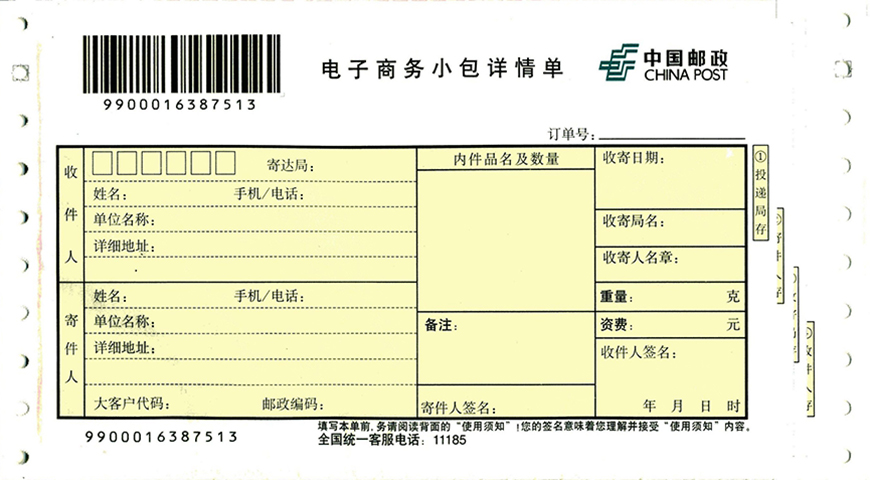 电子商务小包详情单
中国邮政
CHINA POST
9900016387513
订单号：
收件人
寄达局：
姓名： 手机/电话：
单位名称：
详细地址：
寄件人
姓名： 手机/电话：
单位名称：
详细地址：
大客户代码： 邮政编码：
内件品名及数量
备注：
寄件人签名：
收寄日期：
收寄局名：
收寄人名章：
重量： 克
资费： 元
收件人签名：
年 月 日 时
①投递局存
9900016387513
填写本单前,务请阅读背面的“使用须知”!您的签名意味着您理解并接受“使用须知”内容。
全国统一客服电话：11185